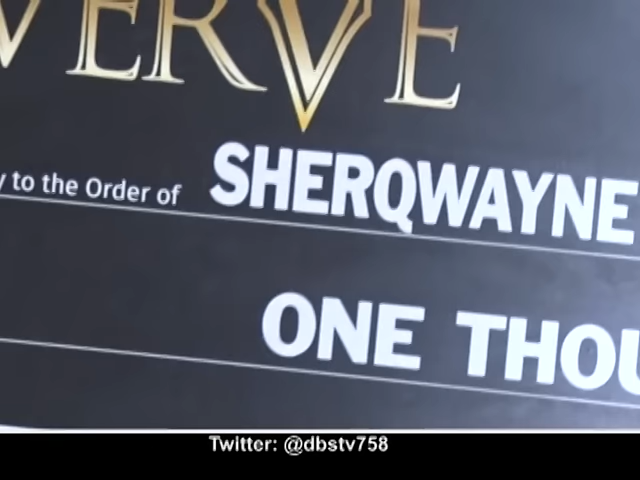 VERVE
y to the Order of SHERQWAYNE
ONE THOU
Twitter: @dbstv758